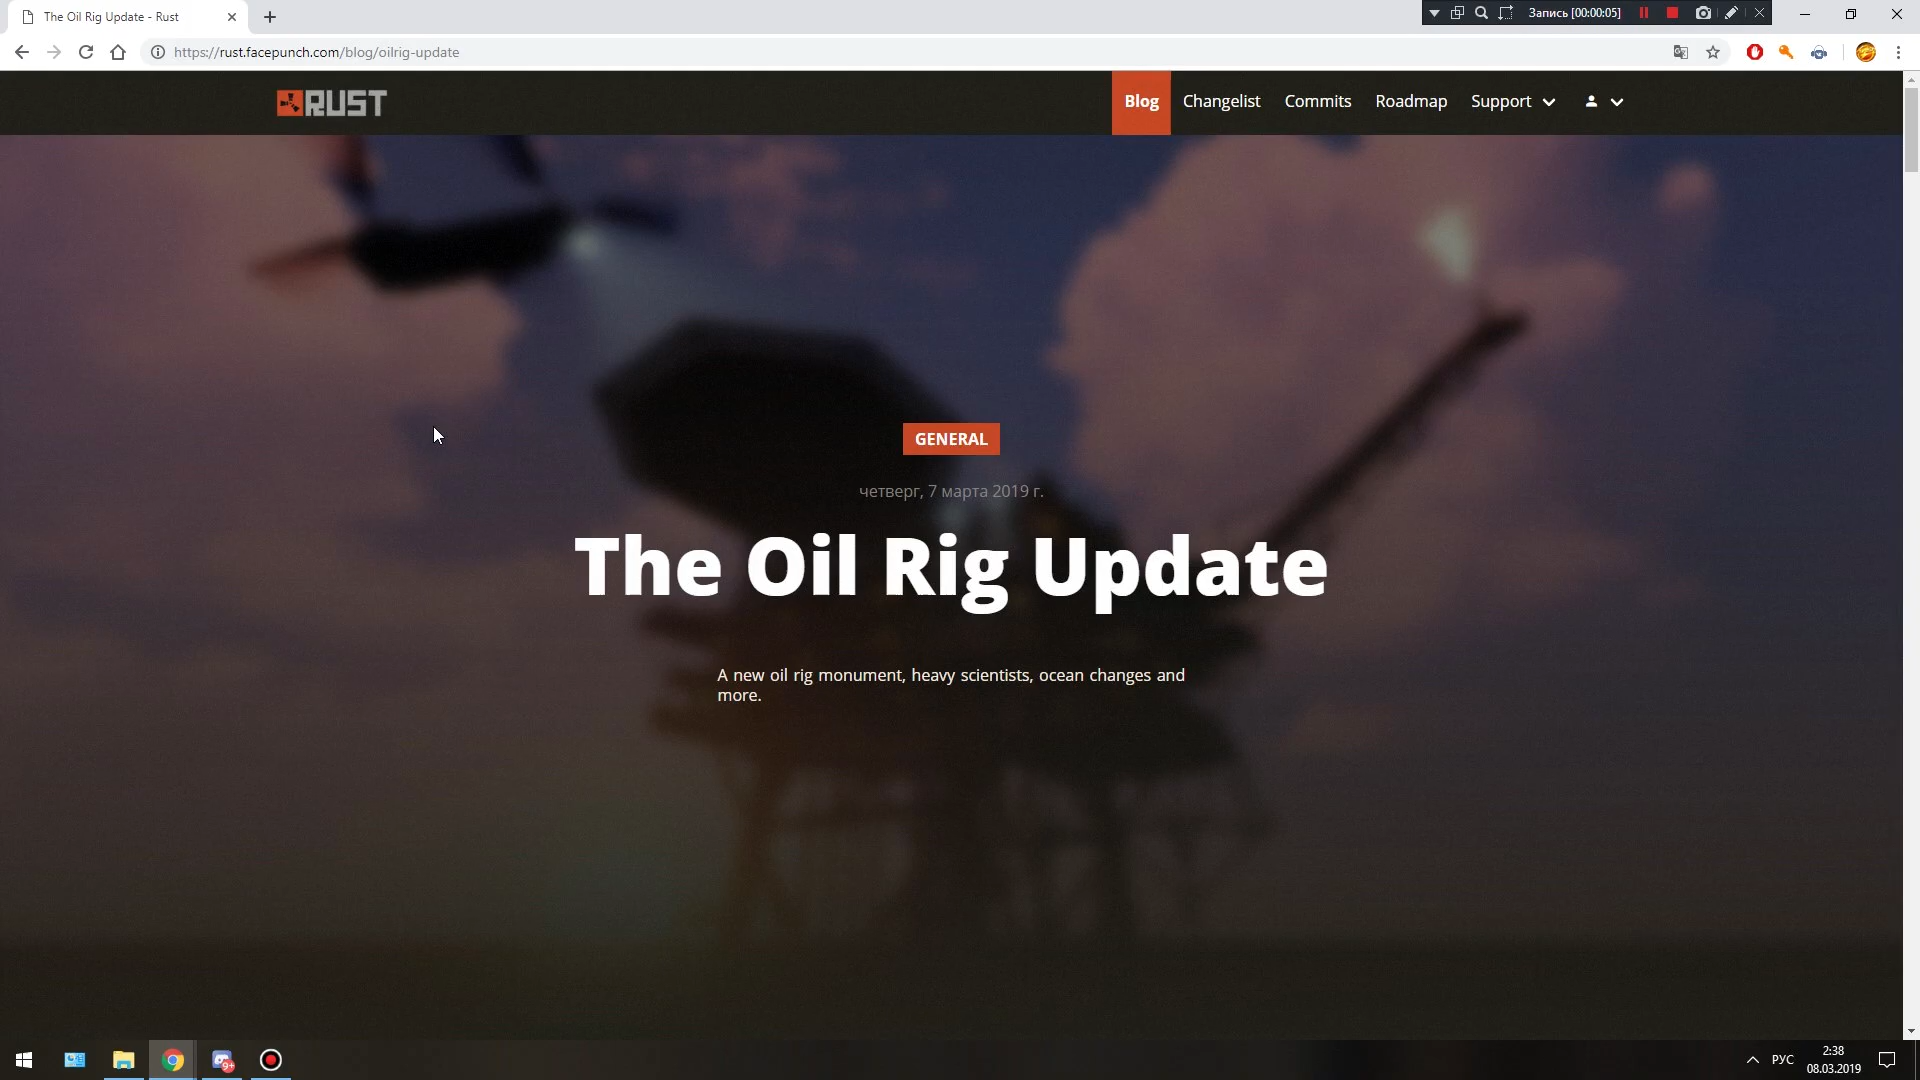 The Oil Rig Update - Rust
Запись [00:00:05]
https://rust.facepunch.com/blog/oilrig-update
RUST
Blog
Changelist
Commits
Roadmap
Support
GENERAL
четверг, 7 марта 2019 г.
The Oil Rig Update
A new oil rig monument, heavy scientists, ocean changes and
more.
9+
РУС
2:38
08.03.2019